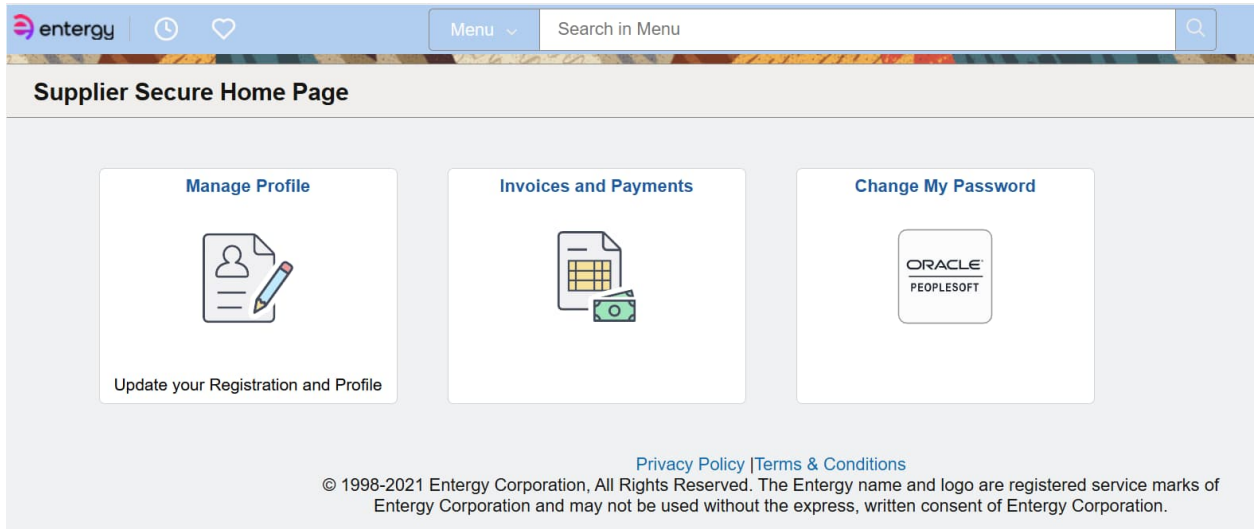 entergy
Menu
Search in Menu
Supplier Secure Home Page
Manage Profile
Update your Registration and Profile
Invoices and Payments
Change My Password
ORACLE
PEOPLESOFT
Privacy Policy |Terms & Conditions
© 1998-2021 Entergy Corporation, All Rights Reserved. The Entergy name and logo are registered service marks of
Entergy Corporation and may not be used without the express, written consent of Entergy Corporation.